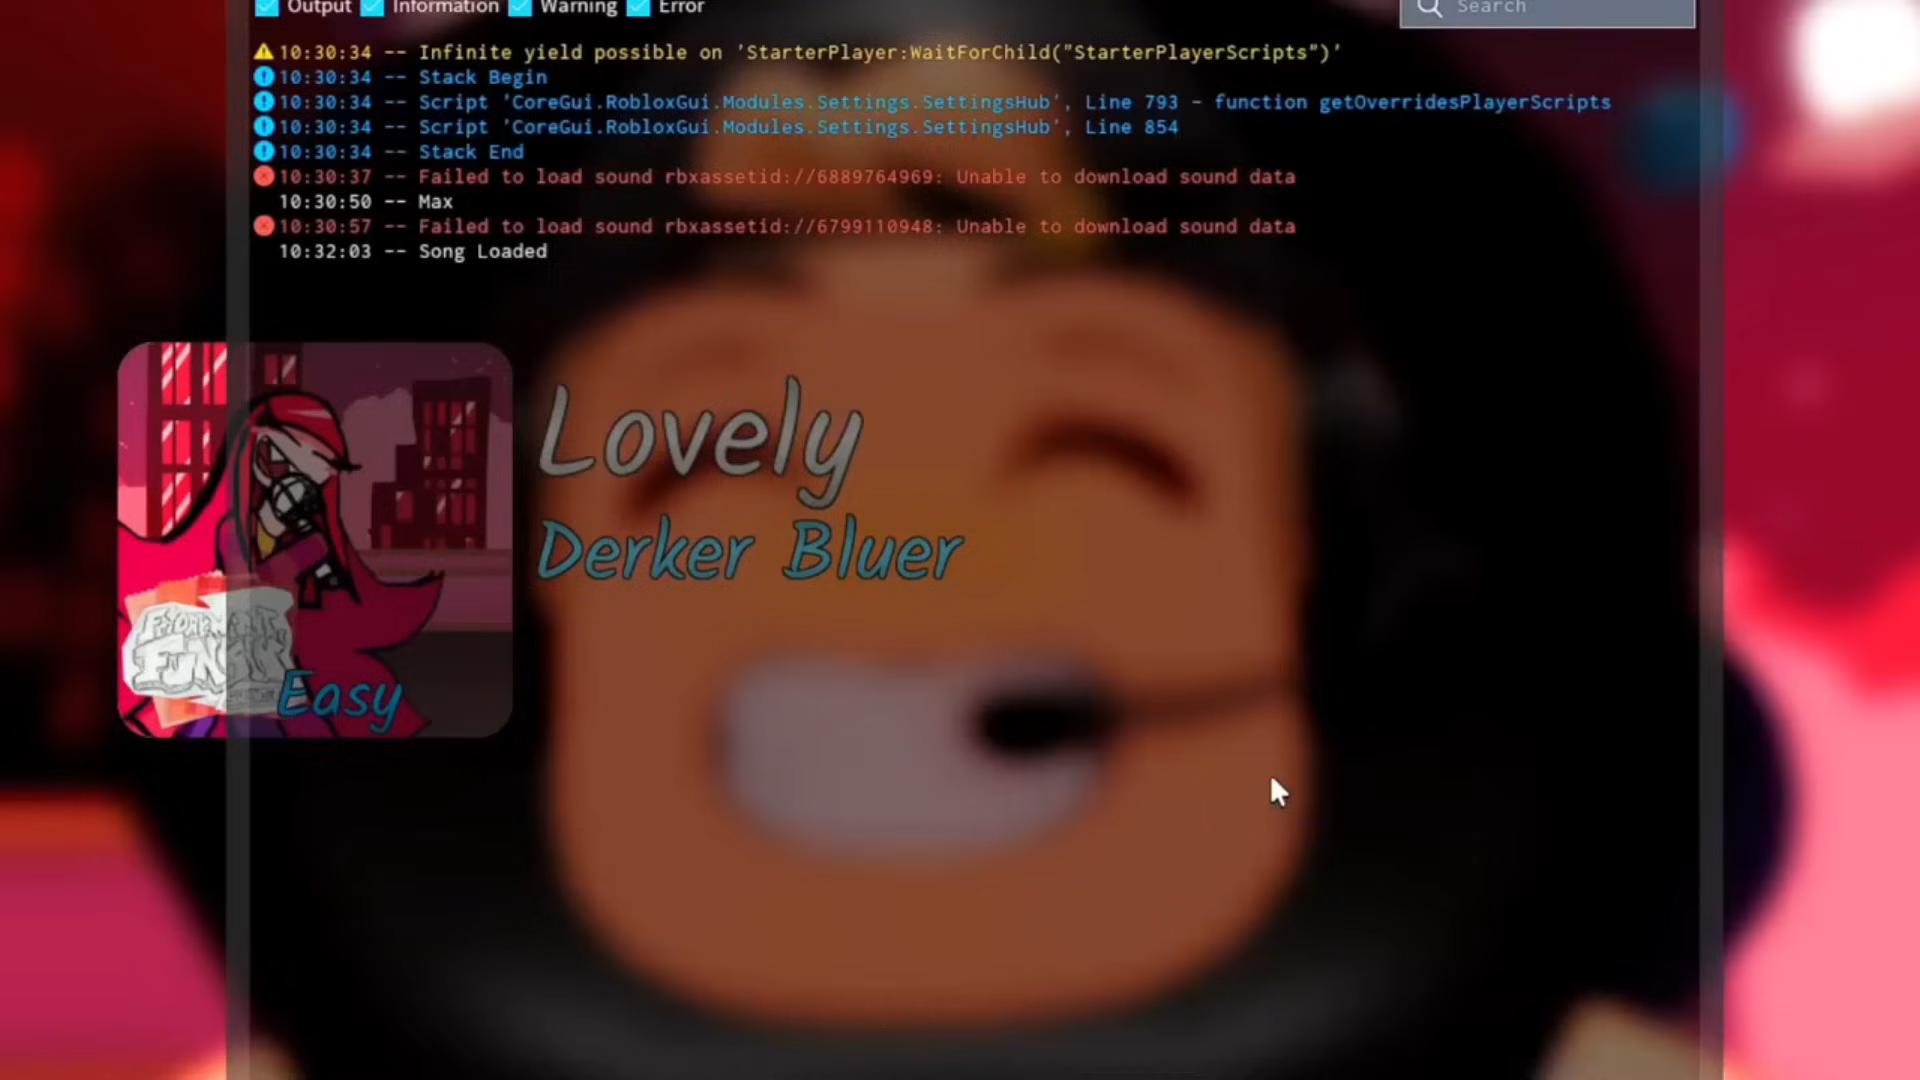 Output Information Warning Error Search
10:30:34 -- Infinite yield possible on 'StarterPlayer:WaitForChild("StarterPlayerScripts")'
10:30:34 -- Stack Begin
10:30:34 -- Script 'CoreGui.RobloxGui.Modules.Settings.SettingsHub', Line 793 - function getOverridesPlayerScripts
10:30:34 -- Script 'CoreGui.RobloxGui.Modules.Settings.SettingsHub', Line 854
10:30:34 -- Stack End
10:30:37 -- Failed to load sound rbxassetid://6889764969: Unable to download sound data
10:30:50 -- Max
10:30:57 -- Failed to load sound rbxassetid://6799110948: Unable to download sound data
10:32:03 -- Song Loaded
Lovely
Derker Bluer
Easy